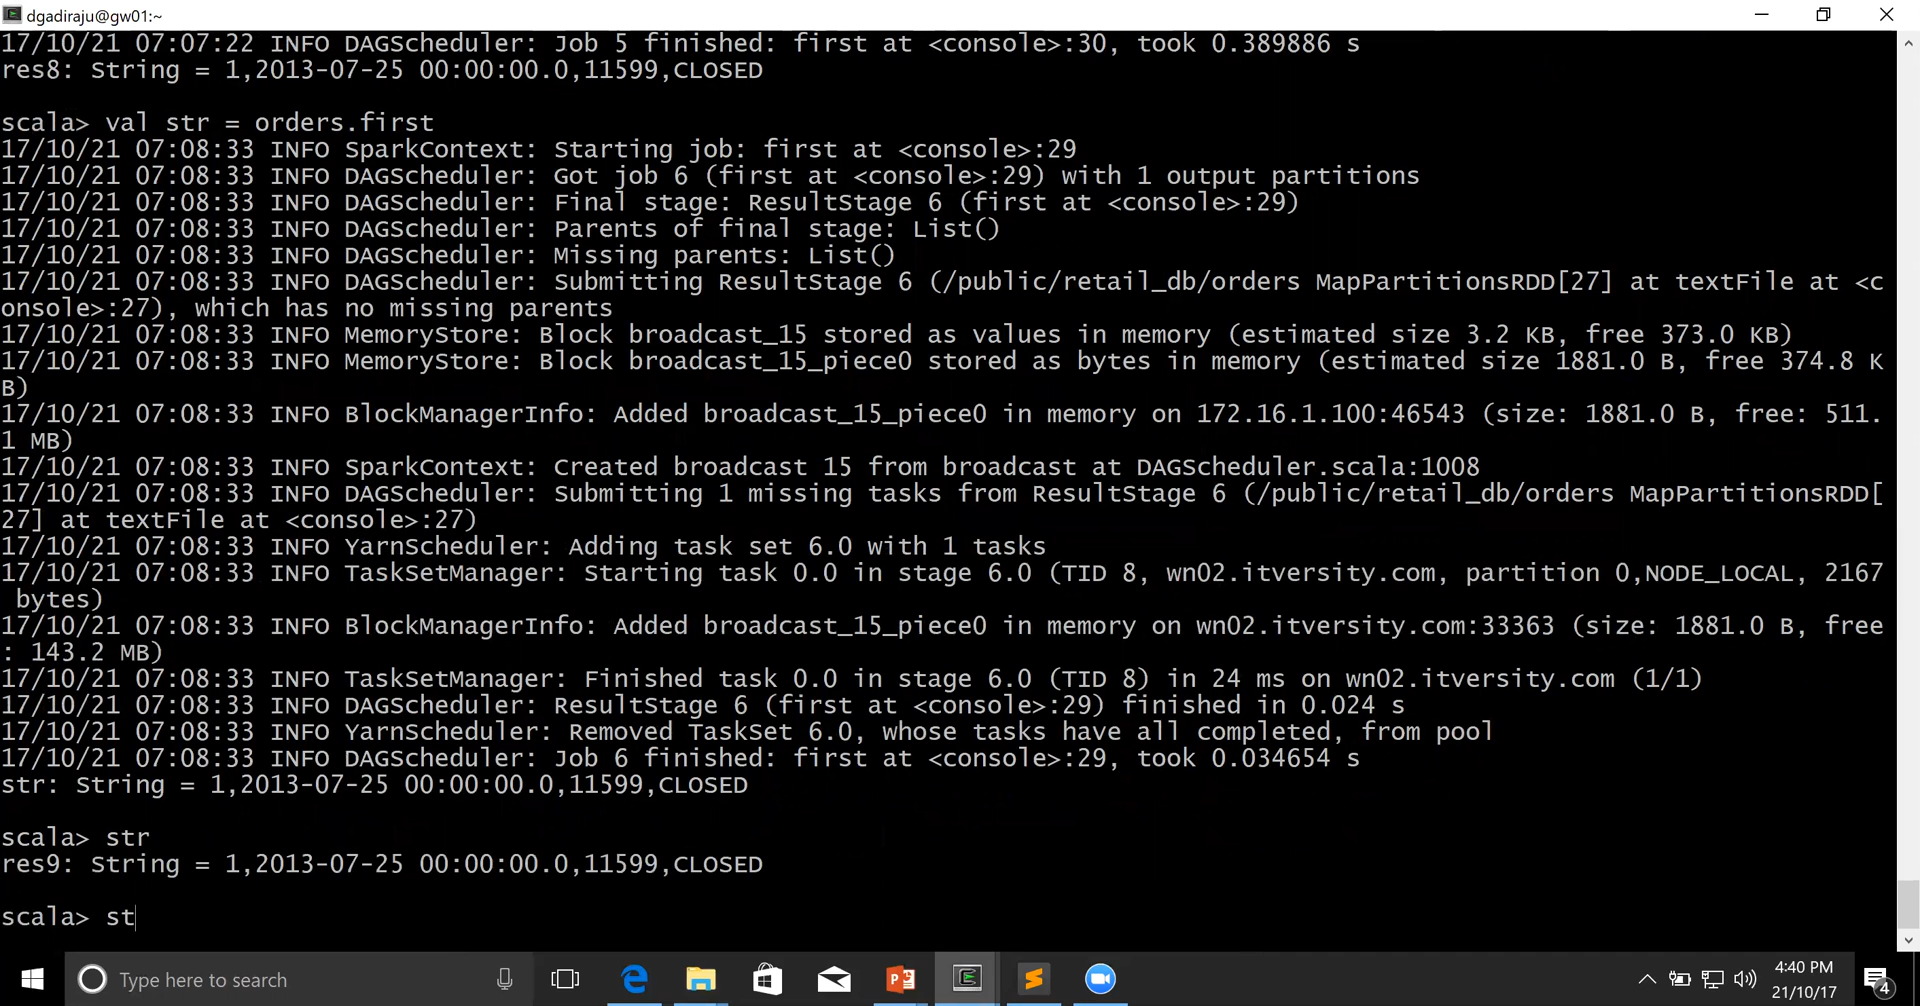 dgadiraju@gw01:~
17/10/21 07:07:22 INFO DAGScheduler: Job 5 finished: first at <console>:30, took 0.389886 s
res8: String = 1,2013-07-25 00:00:00.0,11599,CLOSED
scala> val str = orders.first
17/10/21 07:08:33 INFO SparkContext: Starting job: first at <console>:29
17/10/21 07:08:33 INFO DAGScheduler: Got job 6 (first at <console>:29) with 1 output partitions
17/10/21 07:08:33 INFO DAGScheduler: Final stage: ResultStage 6 (first at <console>:29)
17/10/21 07:08:33 INFO DAGScheduler: Parents of final stage: List()
17/10/21 07:08:33 INFO DAGScheduler: Missing parents: List()
17/10/21 07:08:33 INFO DAGScheduler: Submitting ResultStage 6 (/public/retail_db/orders MapPartitionsRDD[27] at textFile at <c
onsole>:27), which has no missing parents
17/10/21 07:08:33 INFO MemoryStore: Block broadcast_15 stored as values in memory (estimated size 3.2 KB, free 373.0 KB)
17/10/21 07:08:33 INFO MemoryStore: Block broadcast_15_piece0 stored as bytes in memory (estimated size 1881.0 B, free 374.8 K
B)
17/10/21 07:08:33 INFO BlockManagerInfo: Added broadcast_15_piece0 in memory on 172.16.1.100:46543 (size: 1881.0 B, free: 511.
1 MB)
17/10/21 07:08:33 INFO SparkContext: Created broadcast 15 from broadcast at DAGScheduler.scala:1008
17/10/21 07:08:33 INFO DAGScheduler: Submitting 1 missing tasks from ResultStage 6 (/public/retail_db/orders MapPartitionsRDD[
27] at textFile at <console>:27)
17/10/21 07:08:33 INFO YarnScheduler: Adding task set 6.0 with 1 tasks
17/10/21 07:08:33 INFO TaskSetManager: Starting task 0.0 in stage 6.0 (TID 8, wn02.itversity.com, partition 0,NODE_LOCAL, 2167
 bytes)
17/10/21 07:08:33 INFO BlockManagerInfo: Added broadcast_15_piece0 in memory on wn02.itversity.com:33363 (size: 1881.0 B, free
: 143.2 MB)
17/10/21 07:08:33 INFO TaskSetManager: Finished task 0.0 in stage 6.0 (TID 8) in 24 ms on wn02.itversity.com (1/1)
17/10/21 07:08:33 INFO DAGScheduler: ResultStage 6 (first at <console>:29) finished in 0.024 s
17/10/21 07:08:33 INFO YarnScheduler: Removed TaskSet 6.0, whose tasks have all completed, from pool
17/10/21 07:08:33 INFO DAGScheduler: Job 6 finished: first at <console>:29, took 0.034654 s
str: String = 1,2013-07-25 00:00:00.0,11599,CLOSED
scala> str
res9: String = 1,2013-07-25 00:00:00.0,11599,CLOSED
scala> st
Type here to search
4:40 PM
21/10/17
4